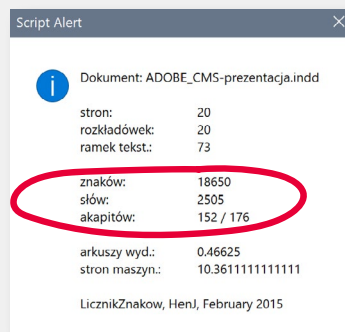 Script Alert
Dokument: ADOBE_CMS-prezentacja.indd
stron: 20
rozkładówek: 20
ramek tekst.: 73
znaków: 18650
słów: 2505
akapitów: 152 / 176
arkuszy wyd.: 0.46625
stron maszyn.: 10.3611111111111
LicznikZnakow, HenJ, February 2015